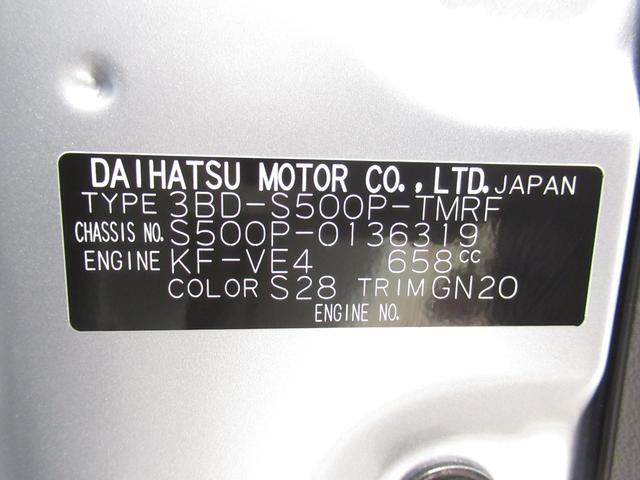 DAIHATSU MOTOR CO., LTD. JAPAN
TYPE 3BD-S500P-TMRF
CHASSIS NO. S500P-0136319
ENGINE KF-VE4 658cc
COLOR S28 TRIM GN20
ENGINE NO.